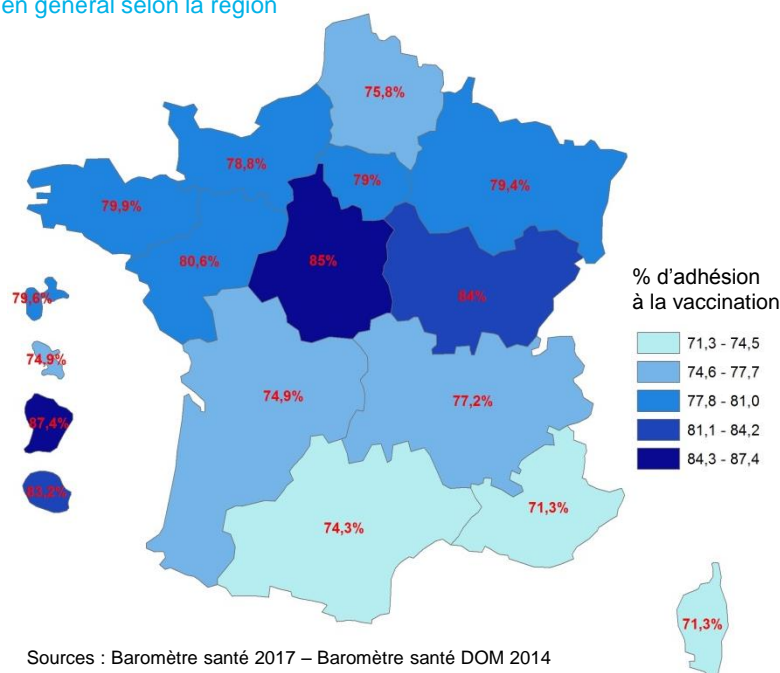 en général selon la région
75,8%
78,8%
79%
79,4%
79,9%
80,6%
85%
84%
79,6%
74,9%
87,4%
83,2%
74,9%
77,2%
74,3%
71,3%
71,3%
% d’adhésion
à la vaccination
71,3 - 74,5
74,6 - 77,7
77,8 - 81,0
81,1 - 84,2
84,3 - 87,4
Sources : Baromètre santé 2017 – Baromètre santé DOM 2014